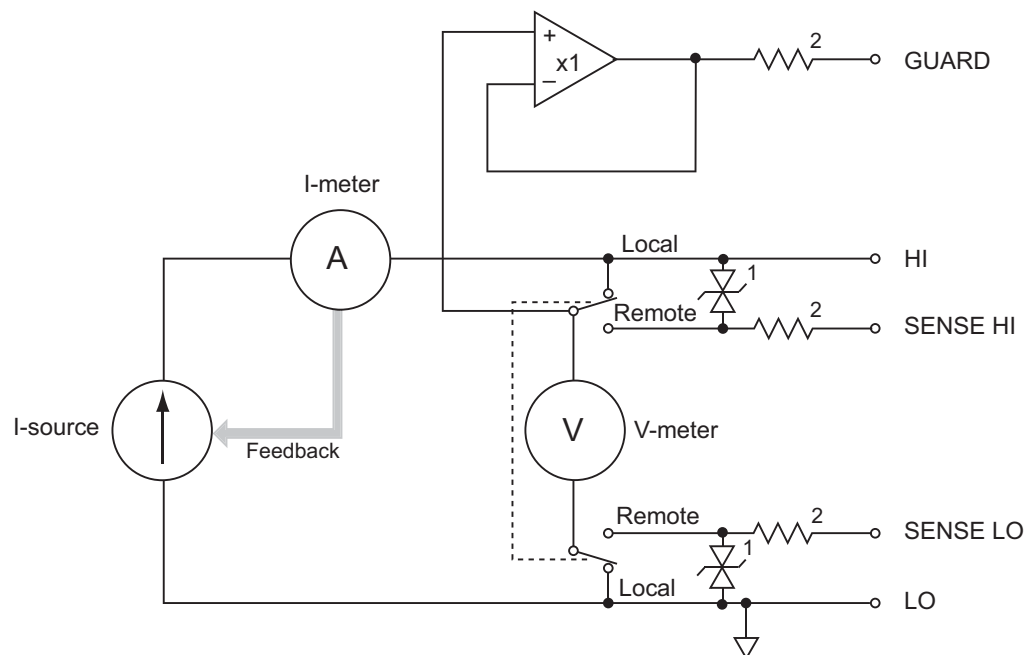 +
x1
−
2
GUARD
I-meter
A
Local
HI
1
Remote
2
SENSE HI
I-source
Feedback
V
V-meter
Remote
2
SENSE LO
1
Local
LO